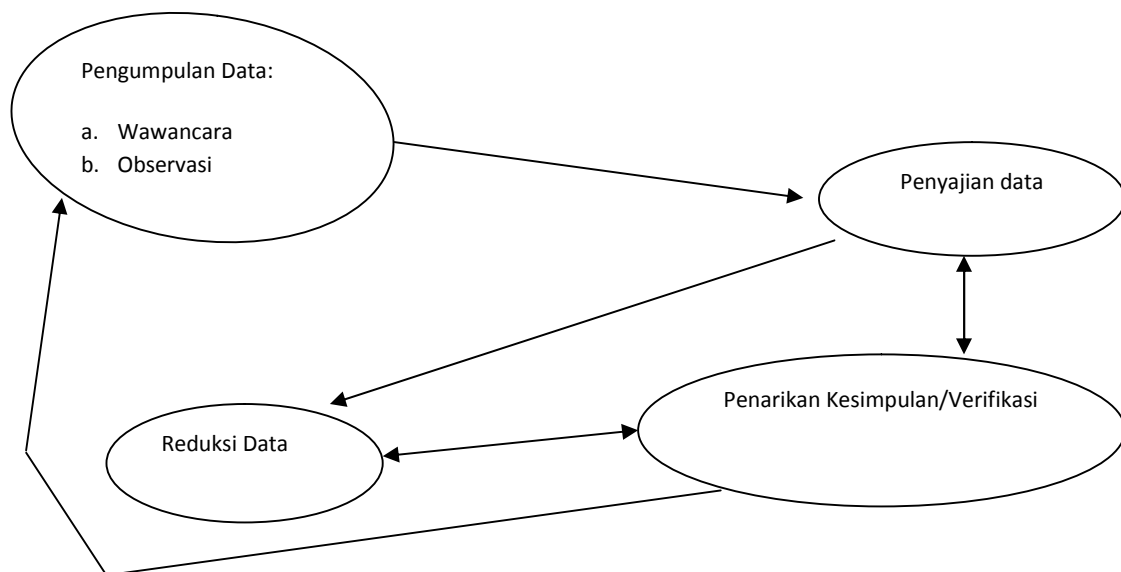 Pengumpulan Data:
a. Wawancara
b. Observasi
Penyajian data
Penarikan Kesimpulan/Verifikasi
Reduksi Data